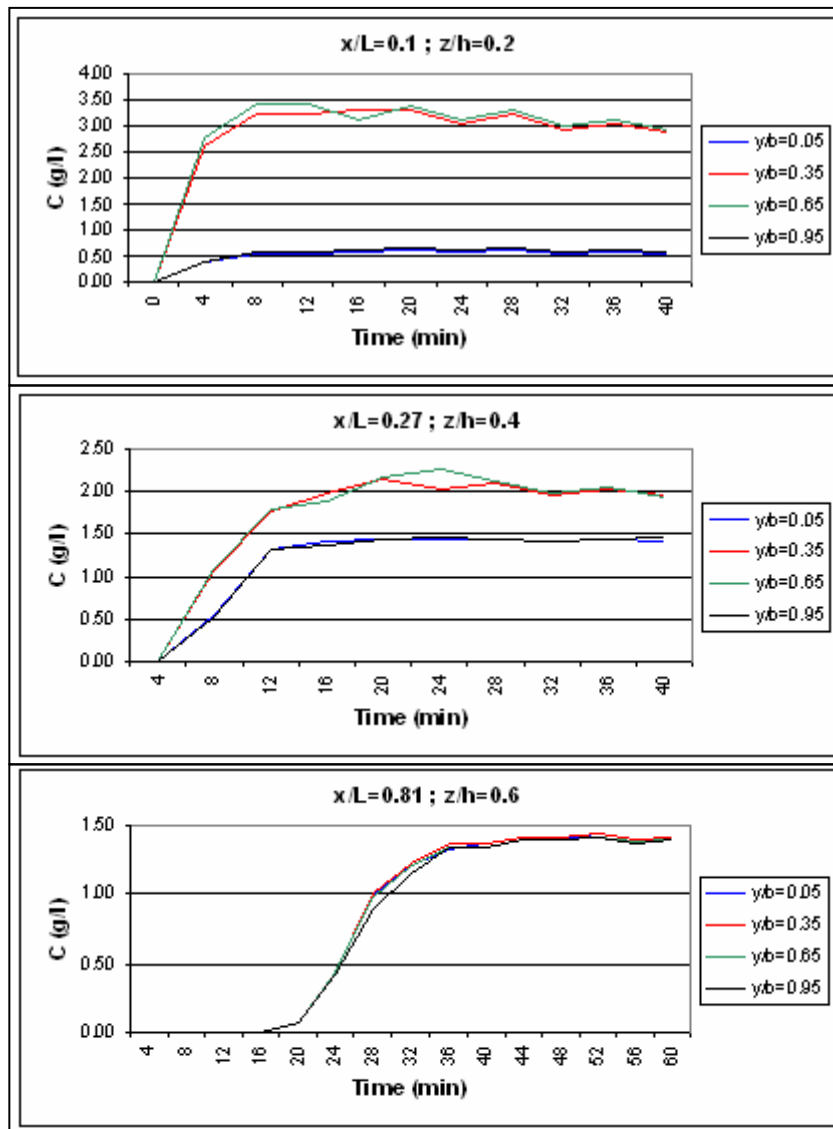 x/L=0.1 ; z/h=0.2
4.00
3.50
3.00
2.50
2.00
1.50
1.00
0.50
0.00
C (g/l)
0 4 8 12 16 20 24 28 32 36 40
Time (min)
y/b=0.05
y/b=0.35
y/b=0.65
y/b=0.95
x/L=0.27 ; z/h=0.4
2.50
2.00
1.50
1.00
0.50
0.00
C (g/l)
4 8 12 16 20 24 28 32 36 40
Time (min)
y/b=0.05
y/b=0.35
y/b=0.65
y/b=0.95
x/L=0.81 ; z/h=0.6
1.50
1.00
0.50
0.00
C (g/l)
4 8 12 16 20 24 28 32 36 40 44 48 52 56 60
Time (min)
y/b=0.05
y/b=0.35
y/b=0.65
y/b=0.95